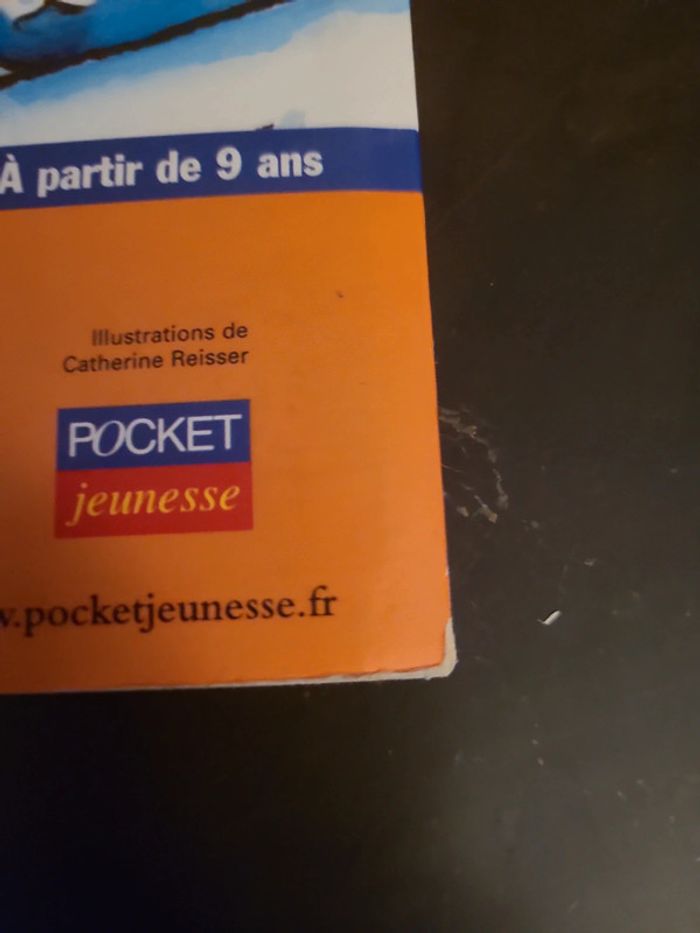 À partir de 9 ans
Illustrations de
Catherine Reisser
POCKET
jeunesse
.pocketjeunesse.fr